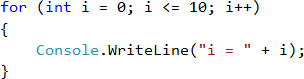 for (int i = 0; i <= 10; i++)
{
    Console.WriteLine("i = " + i);
}